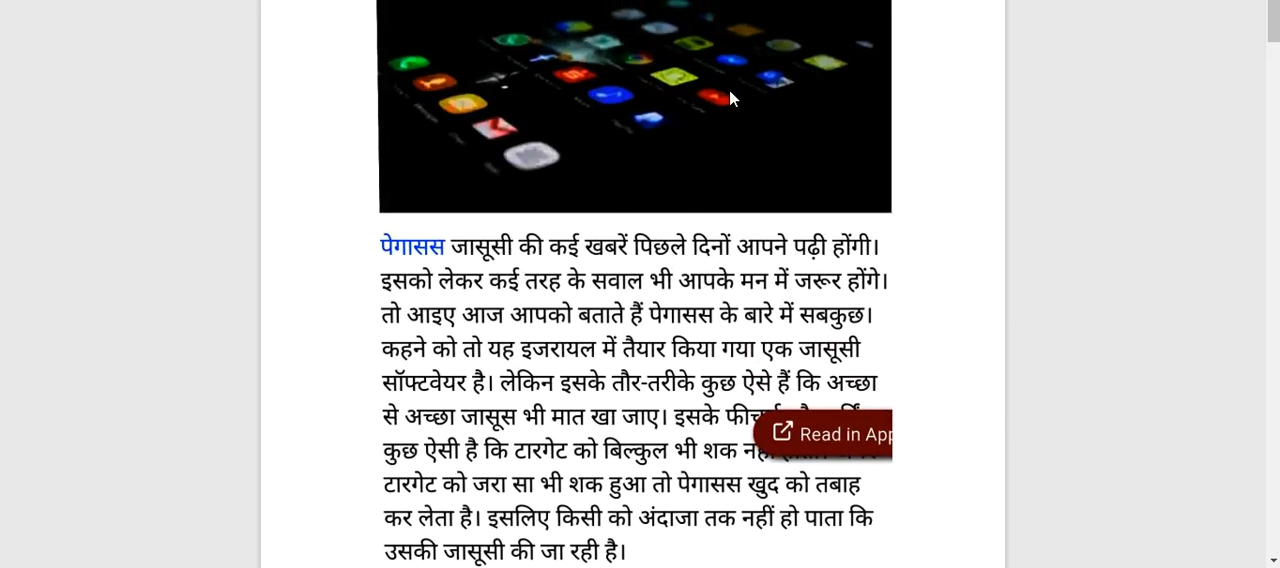 पेगासस जासूसी की कई खबरें पिछले दिनों आपने पढ़ी होंगी।
इसको लेकर कई तरह के सवाल भी आपके मन में जरूर होंगे।
तो आइए आज आपको बताते हैं पेगासस के बारे में सबकुछ।
कहने को तो यह इजरायल में तैयार किया गया एक जासूसी
सॉफ्टवेयर है। लेकिन इसके तौर-तरीके कुछ ऐसे हैं कि अच्छा
से अच्छा जासूस भी मात खा जाए। इसके
Read in App
कुछ ऐसी है कि टारगेट को बिल्कुल भी शक
टारगेट को जरा सा भी शक हुआ तो पेगासस खुद को तबाह
कर लेता है। इसलिए किसी को अंदाजा तक नहीं हो पाता कि
उसकी जासूसी की जा रही है।